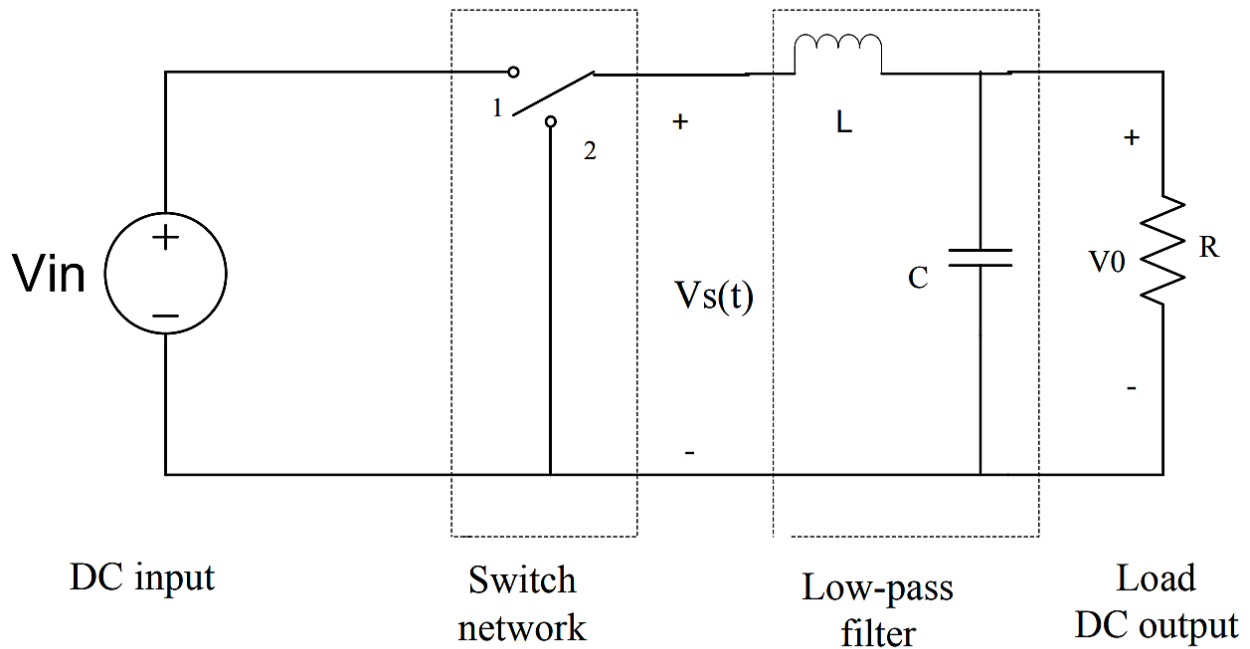 1
2
+
L
+
+
-
Vin
Vs(t)
C
V0
R
-
-
DC input
Switch
network
Low-pass
filter
Load
DC output